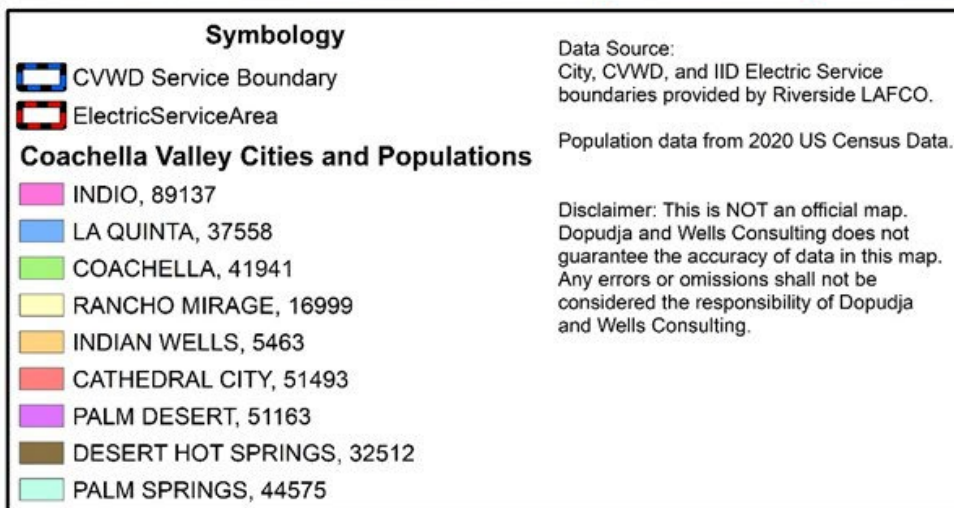 Symbology
CVWD Service Boundary
ElectricServiceArea
Coachella Valley Cities and Populations
INDIO, 89137
LA QUINTA, 37558
COACHELLA, 41941
RANCHO MIRAGE, 16999
INDIAN WELLS, 5463
CATHEDRAL CITY, 51493
PALM DESERT, 51163
DESERT HOT SPRINGS, 32512
PALM SPRINGS, 44575
Data Source:
City, CVWD, and IID Electric Service
boundaries provided by Riverside LAFCO.
Population data from 2020 US Census Data.
Disclaimer: This is NOT an official map.
Dopudja and Wells Consulting does not
guarantee the accuracy of data in this map.
Any errors or omissions shall not be
considered the responsibility of Dopudja
and Wells Consulting.